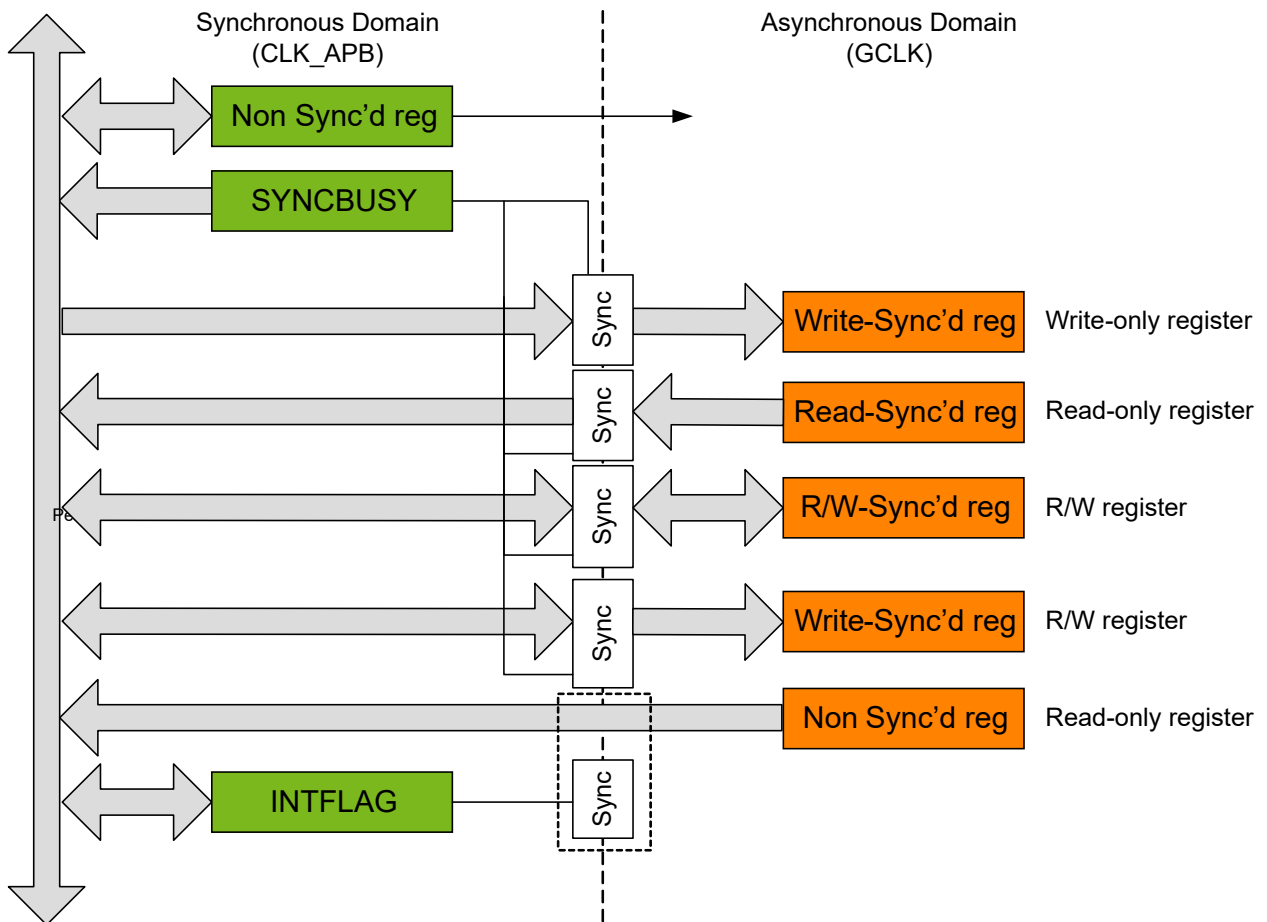 Synchronous Domain
(CLK_APB)
Asynchronous Domain
(GCLK)
Non Sync’d reg
SYNCBUSY
Sync
Write-Sync’d reg
Write-only register
Sync
Read-Sync’d reg
Read-only register
Sync
R/W-Sync’d reg
R/W register
Sync
Write-Sync’d reg
R/W register
Non Sync’d reg
Read-only register
INTFLAG
Sync